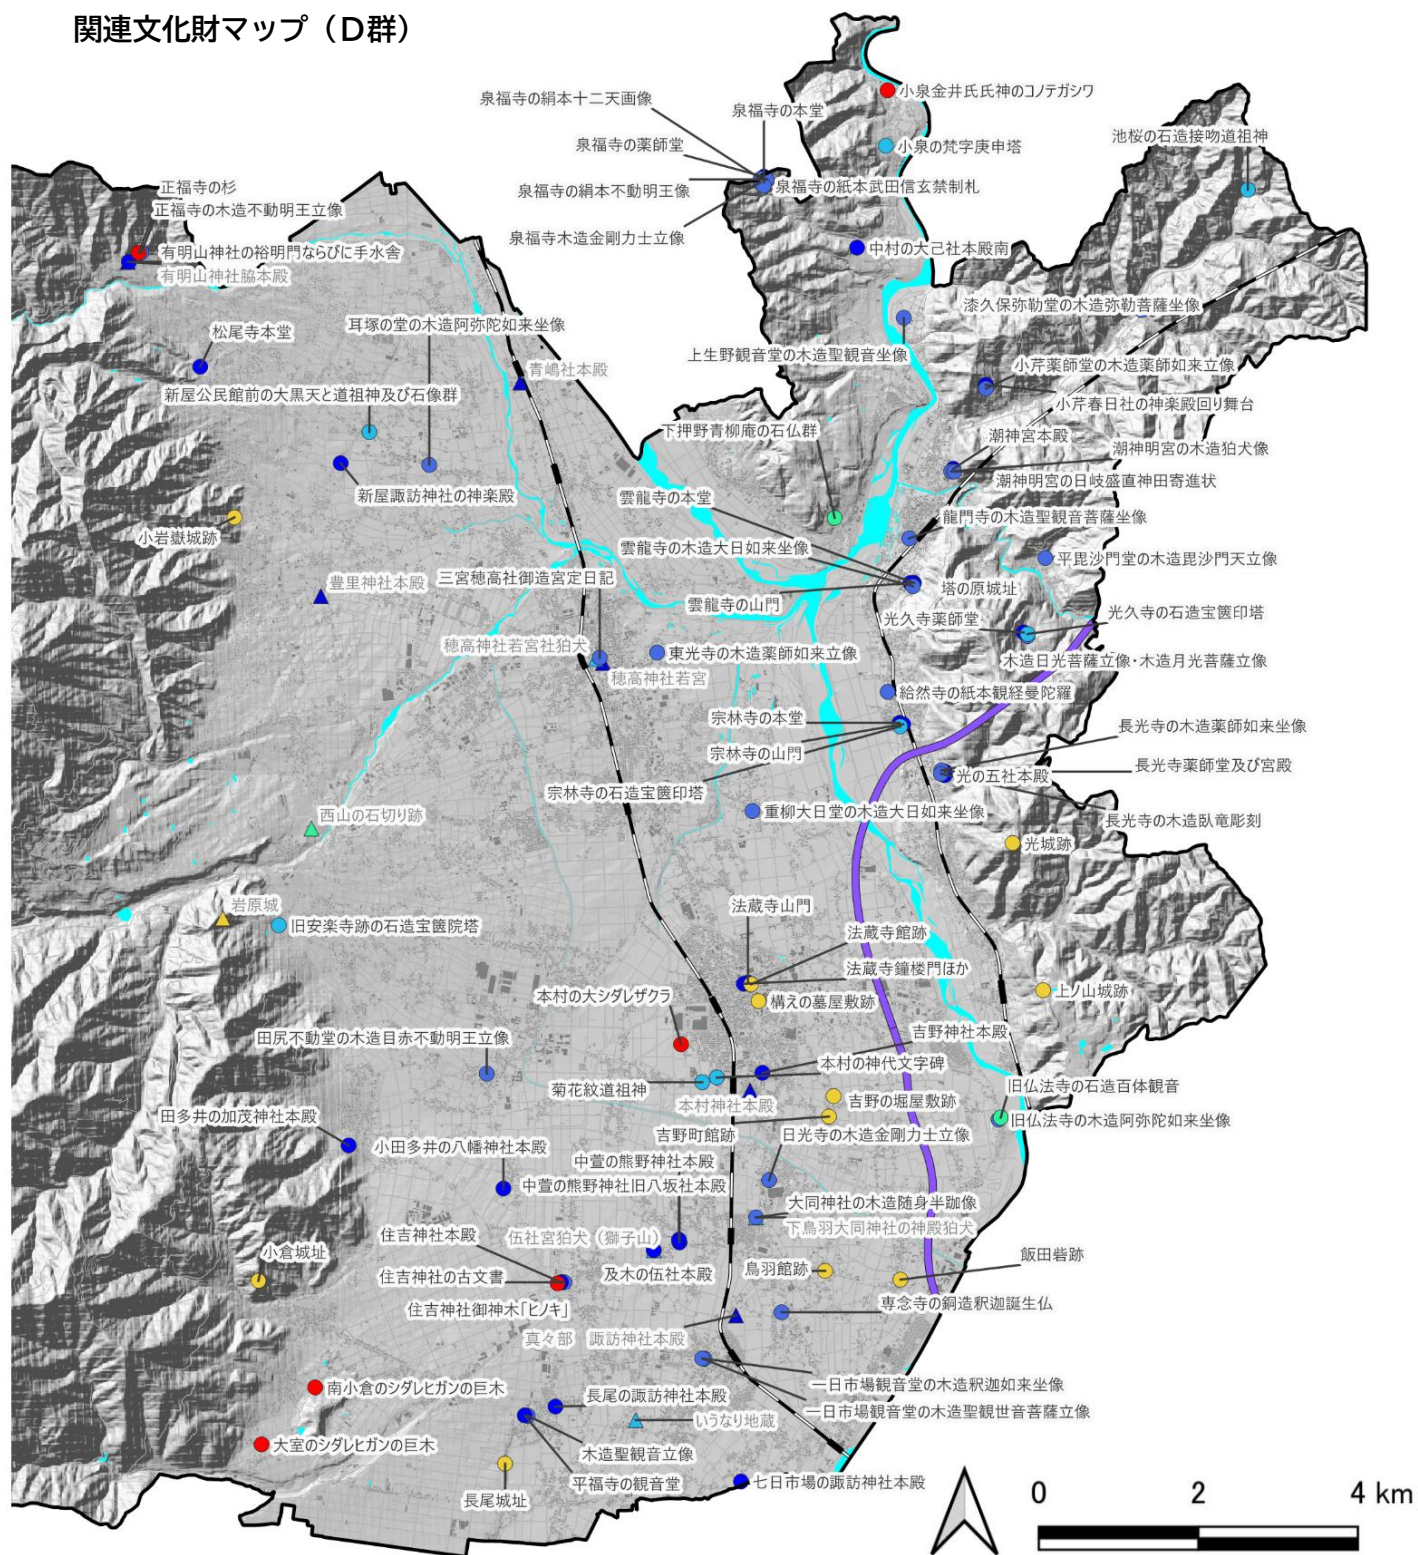 関連文化財マップ（D群）
小泉金井氏氏神のコノテガシワ
泉福寺の絹本十二天画像
泉福寺の本堂
池桜の石造接吻道祖神
泉福寺の薬師堂
小泉の梵字庚申塔
正福寺の杉
泉福寺の絹本不動明王像
泉福寺の紙本武田信玄禁制札
正福寺の木造不動明王立像
泉福寺木造金剛力士立像
有明山神社の裕明門ならびに手水舎
中村の大己社本殿南
有明山神社脇本殿
漆久保弥勒堂の木造弥勒菩薩坐像
松尾寺本堂
耳塚の堂の木造阿弥陀如来坐像
上生野観音堂の木造聖観音坐像
青嶋社本殿
小芹薬師堂の木造薬師如来立像
新屋公民館前の大黒天と道祖神及び石像群
小芹春日社の神楽殿回り舞台
下押野青柳庵の石仏群
潮神宮本殿
潮神明宮の木造狛犬像
新屋諏訪神社の神楽殿
雲龍寺の本堂
潮神明宮の日岐盛直神田寄進状
龍門寺の木造聖観音菩薩坐像
小岩嶽城跡
雲龍寺の木造大日如来坐像
平毘沙門堂の木造毘沙門天立像
豊里神社本殿
三宮穂高社御造宮定日記
塔の原城址
雲龍寺の山門
光久寺薬師堂
光久寺の石造宝篋印塔
穂高神社若宮社狛犬
東光寺の木造薬師如来立像
木造日光菩薩立像・木造月光菩薩立像
穂高神社若宮
給然寺の紙本観経曼陀羅
宗林寺の本堂
長光寺の木造薬師如来坐像
宗林寺の山門
長光寺薬師堂及び宮殿
光の五社本殿
宗林寺の石造宝篋印塔
西山の石切り跡
重柳大日堂の木造大日如来坐像
長光寺の木造臥竜彫刻
光城跡
岩原城
法蔵寺山門
旧安楽寺跡の石造宝篋院塔
法蔵寺館跡
法蔵寺鐘楼門ほか
本村の大シダレザクラ
構えの墓屋敷跡
上ノ山城跡
田尻不動堂の木造目赤不動明王立像
吉野神社本殿
本村の神代文字碑
菊花紋道祖神
旧仏法寺の石造百体観音
本村神社本殿
吉野の堀屋敷跡
田多井の加茂神社本殿
旧仏法寺の木造阿弥陀如来坐像
吉野町館跡
日光寺の木造金剛力士立像
小田多井の八幡神社本殿
中萱の熊野神社本殿
中萱の熊野神社旧八坂社本殿
大同神社の木造随身半跏像
下鳥羽大同神社の神殿狛犬
住吉神社本殿
伍社宮狛犬（獅子山）
小倉城址
飯田砦跡
住吉神社の古文書
及木の伍社本殿
鳥羽館跡
専念寺の銅造釈迦誕生仏
住吉神社御神木「ヒノキ」
真々部　諏訪神社本殿
南小倉のシダレヒガンの巨木
一日市場観音堂の木造釈迦如来坐像
長尾の諏訪神社本殿
一日市場観音堂の木造聖観世音菩薩立像
いうなり地蔵
大室のシダレヒガンの巨木
木造聖観音立像
平福寺の観音堂
七日市場の諏訪神社本殿
長尾城址
0 2 4 km